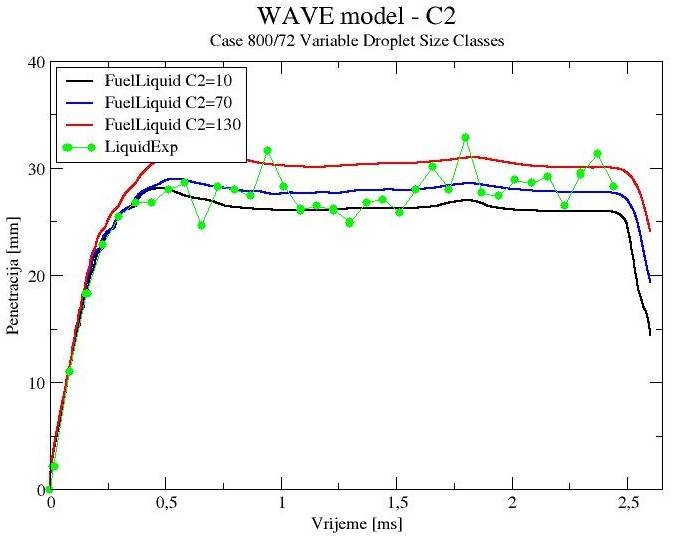 WAVE model - C2
Case 800/72 Variable Droplet Size Classes
FuelLiquid C2=10
FuelLiquid C2=70
FuelLiquid C2=130
LiquidExp
40
30
20
10
0
Penetracija [mm]
0 0,5 1 1,5 2 2,5
Vrijeme [ms]